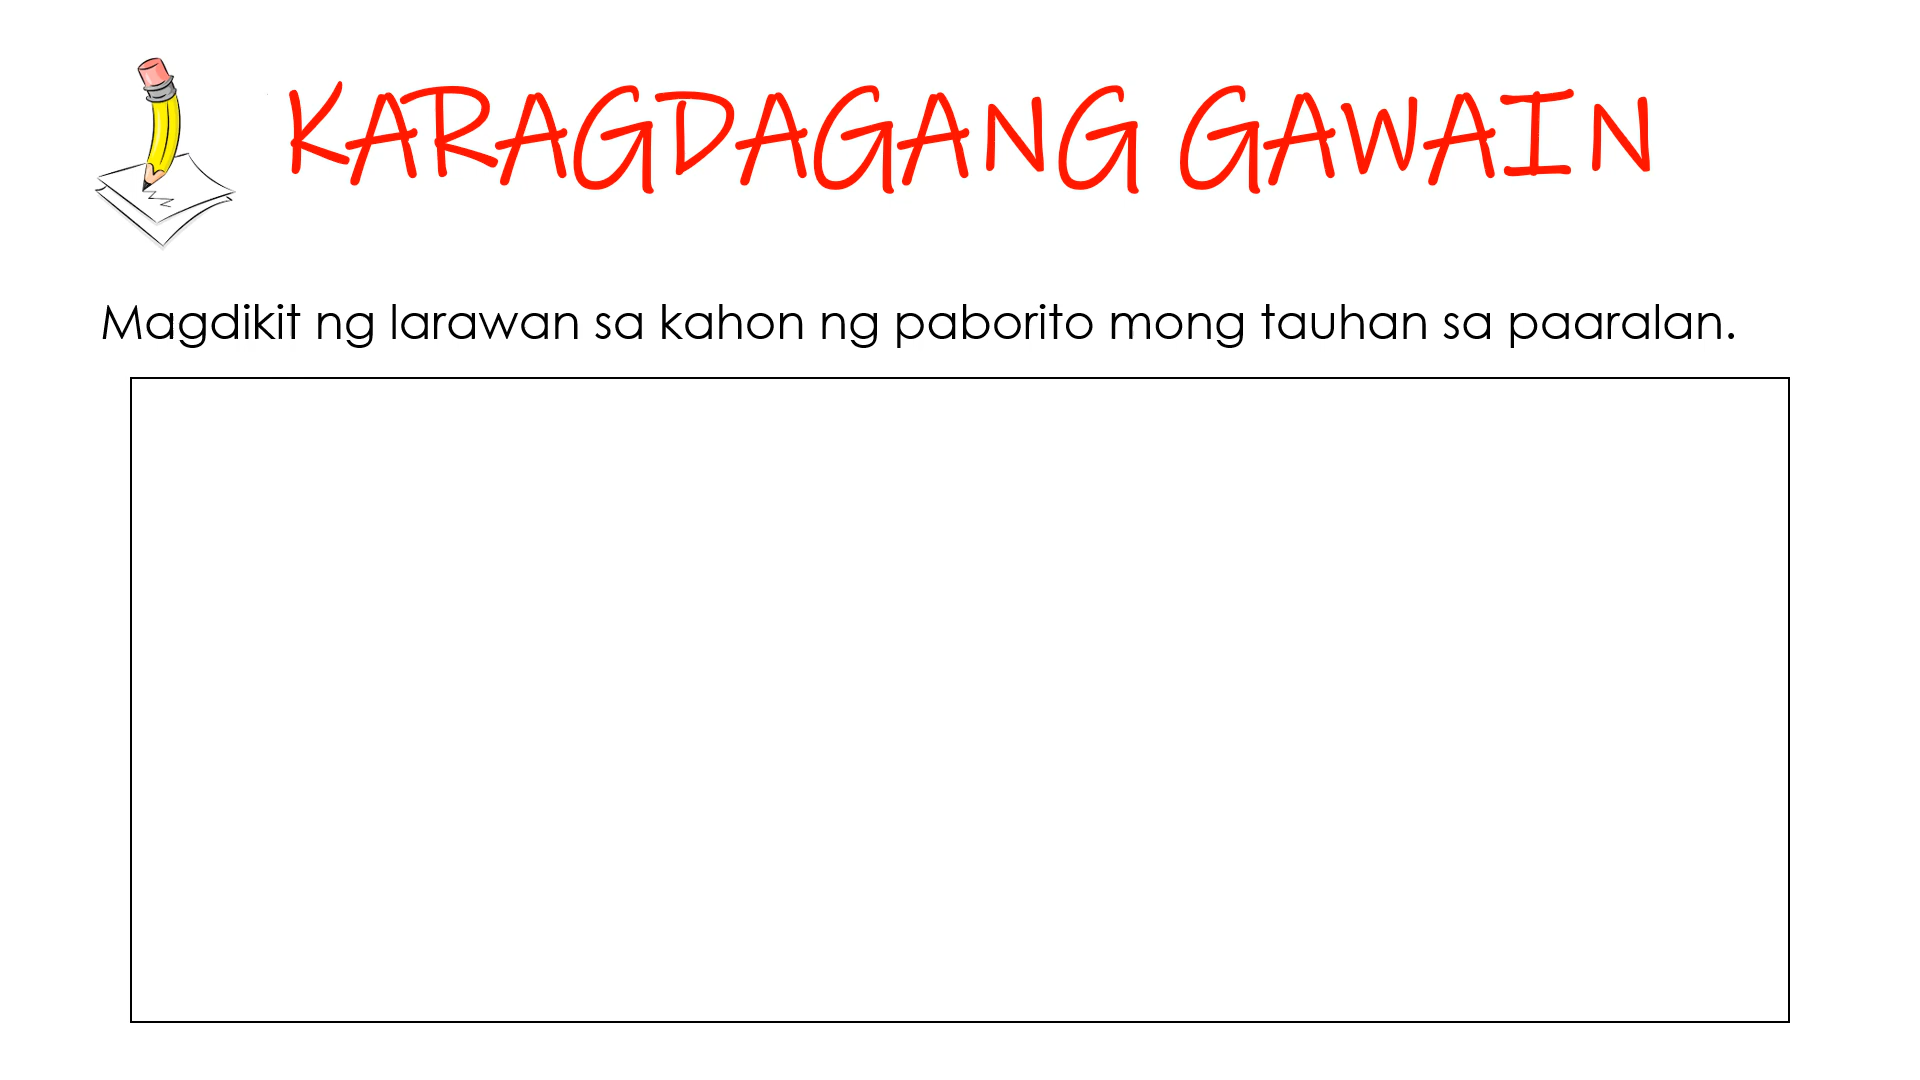 KARAGDAGANG GAWAIN
Magdikit ng larawan sa kahon ng paborito mong tauhan sa paaralan.